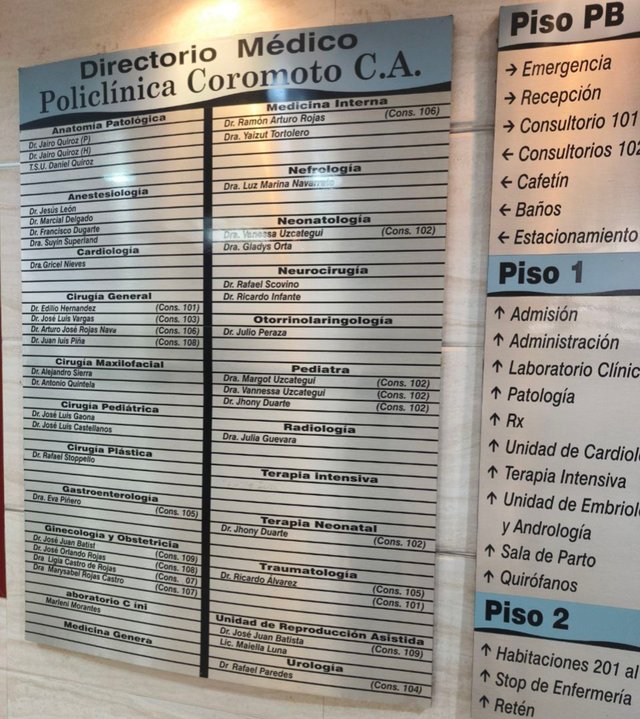 Directorio Médico
Policlínica Coromoto C.A.
Anatomía Patológica
Dr. Jairo Quiroz (P)
Dr. Jairo Quiroz (H)
T.S.U. Daniel Quiroz
Anestesiología
Dr. Jesús León
Dr. Marcial Delgado
Dr. Francisco Dugarte
Dra. Suyin Superland
Cardiología
Dra.Gricel Nieves
Cirugía General
Dr. Edilio Hernandez (Cons. 101)
Dr. José Luis Vargas (Cons. 103)
Dr. Arturo José Rojas Nava (Cons. 106)
Dr. Juan luis Piña (Cons. 108)
Cirugía Maxilofacial
Dr. Alejandro Sierra
Dr. Antonio Quintela
Cirugía Pediátrica
Dr. José Luis Gaona
Dr. José Luis Castellanos
Cirugía Plástica
Dr. Rafael Stoppello
Gastroenterología
Dra. Eva Piñero
(Cons. 105)
Ginecología y Obstetricia
Dr. José Juan Batist
Dr. José Orlando Rojas (Cons. 109)
Dra Ligia Castro de Rojas (Cons. 108)
Dra Marysabel Rojas Castro (Cons. 07)
(Cons. 107)
aboratorio C ini
Marleni Morantes
Medicina Genera
Medicina Interna
Dr. Ramón Arturo Rojas (Cons. 106)
Dra. Yaizut Tortolero
Nefrología
Dra. Luz Marina Navarrete
Neonatología
Dra. Vanessa Uzcategui (Cons. 102)
Dra. Gladys Orta
Neurocirugía
Dr. Rafael Scovino
Dr. Ricardo Infante
Otorrinolaringología
Dr. Julio Peraza
Pediatra
Dra. Margot Uzcategui (Cons. 102)
Dra. Vannessa Uzcategui (Cons. 102)
Dr. Jhony Duarte (Cons. 102)
Radiología
Dra. Julia Guevara
Terapia intensiva
Terapia Neonatal
Dr. Jhony Duarte (Cons. 102)
Traumatología
Dr. Ricardo Álvarez (Cons. 105)
(Cons. 101)
Unidad de Reproducción Asistida
Dr. José Juan Batista
Lic. Maiella Luna (Cons. 109)
Urología
Dr Rafael Paredes
(Cons. 104)
Piso PB
→ Emergencia
→ Recepción
→ Consultorio 101
← Consultorios 102
← Cafetín
← Baños
← Estacionamiento
Piso 1
↑ Admisión
↑ Administración
↑ Laboratorio Clínic
↑ Patología
↑ Rx
↑ Unidad de Cardiol
↑ Terapia Intensiva
↑ Unidad de Embriol
y Andrología
↑ Sala de Parto
↑ Quirófanos
Piso 2
↑ Habitaciones 201 al
↑ Stop de Enfermería
↑ Retén